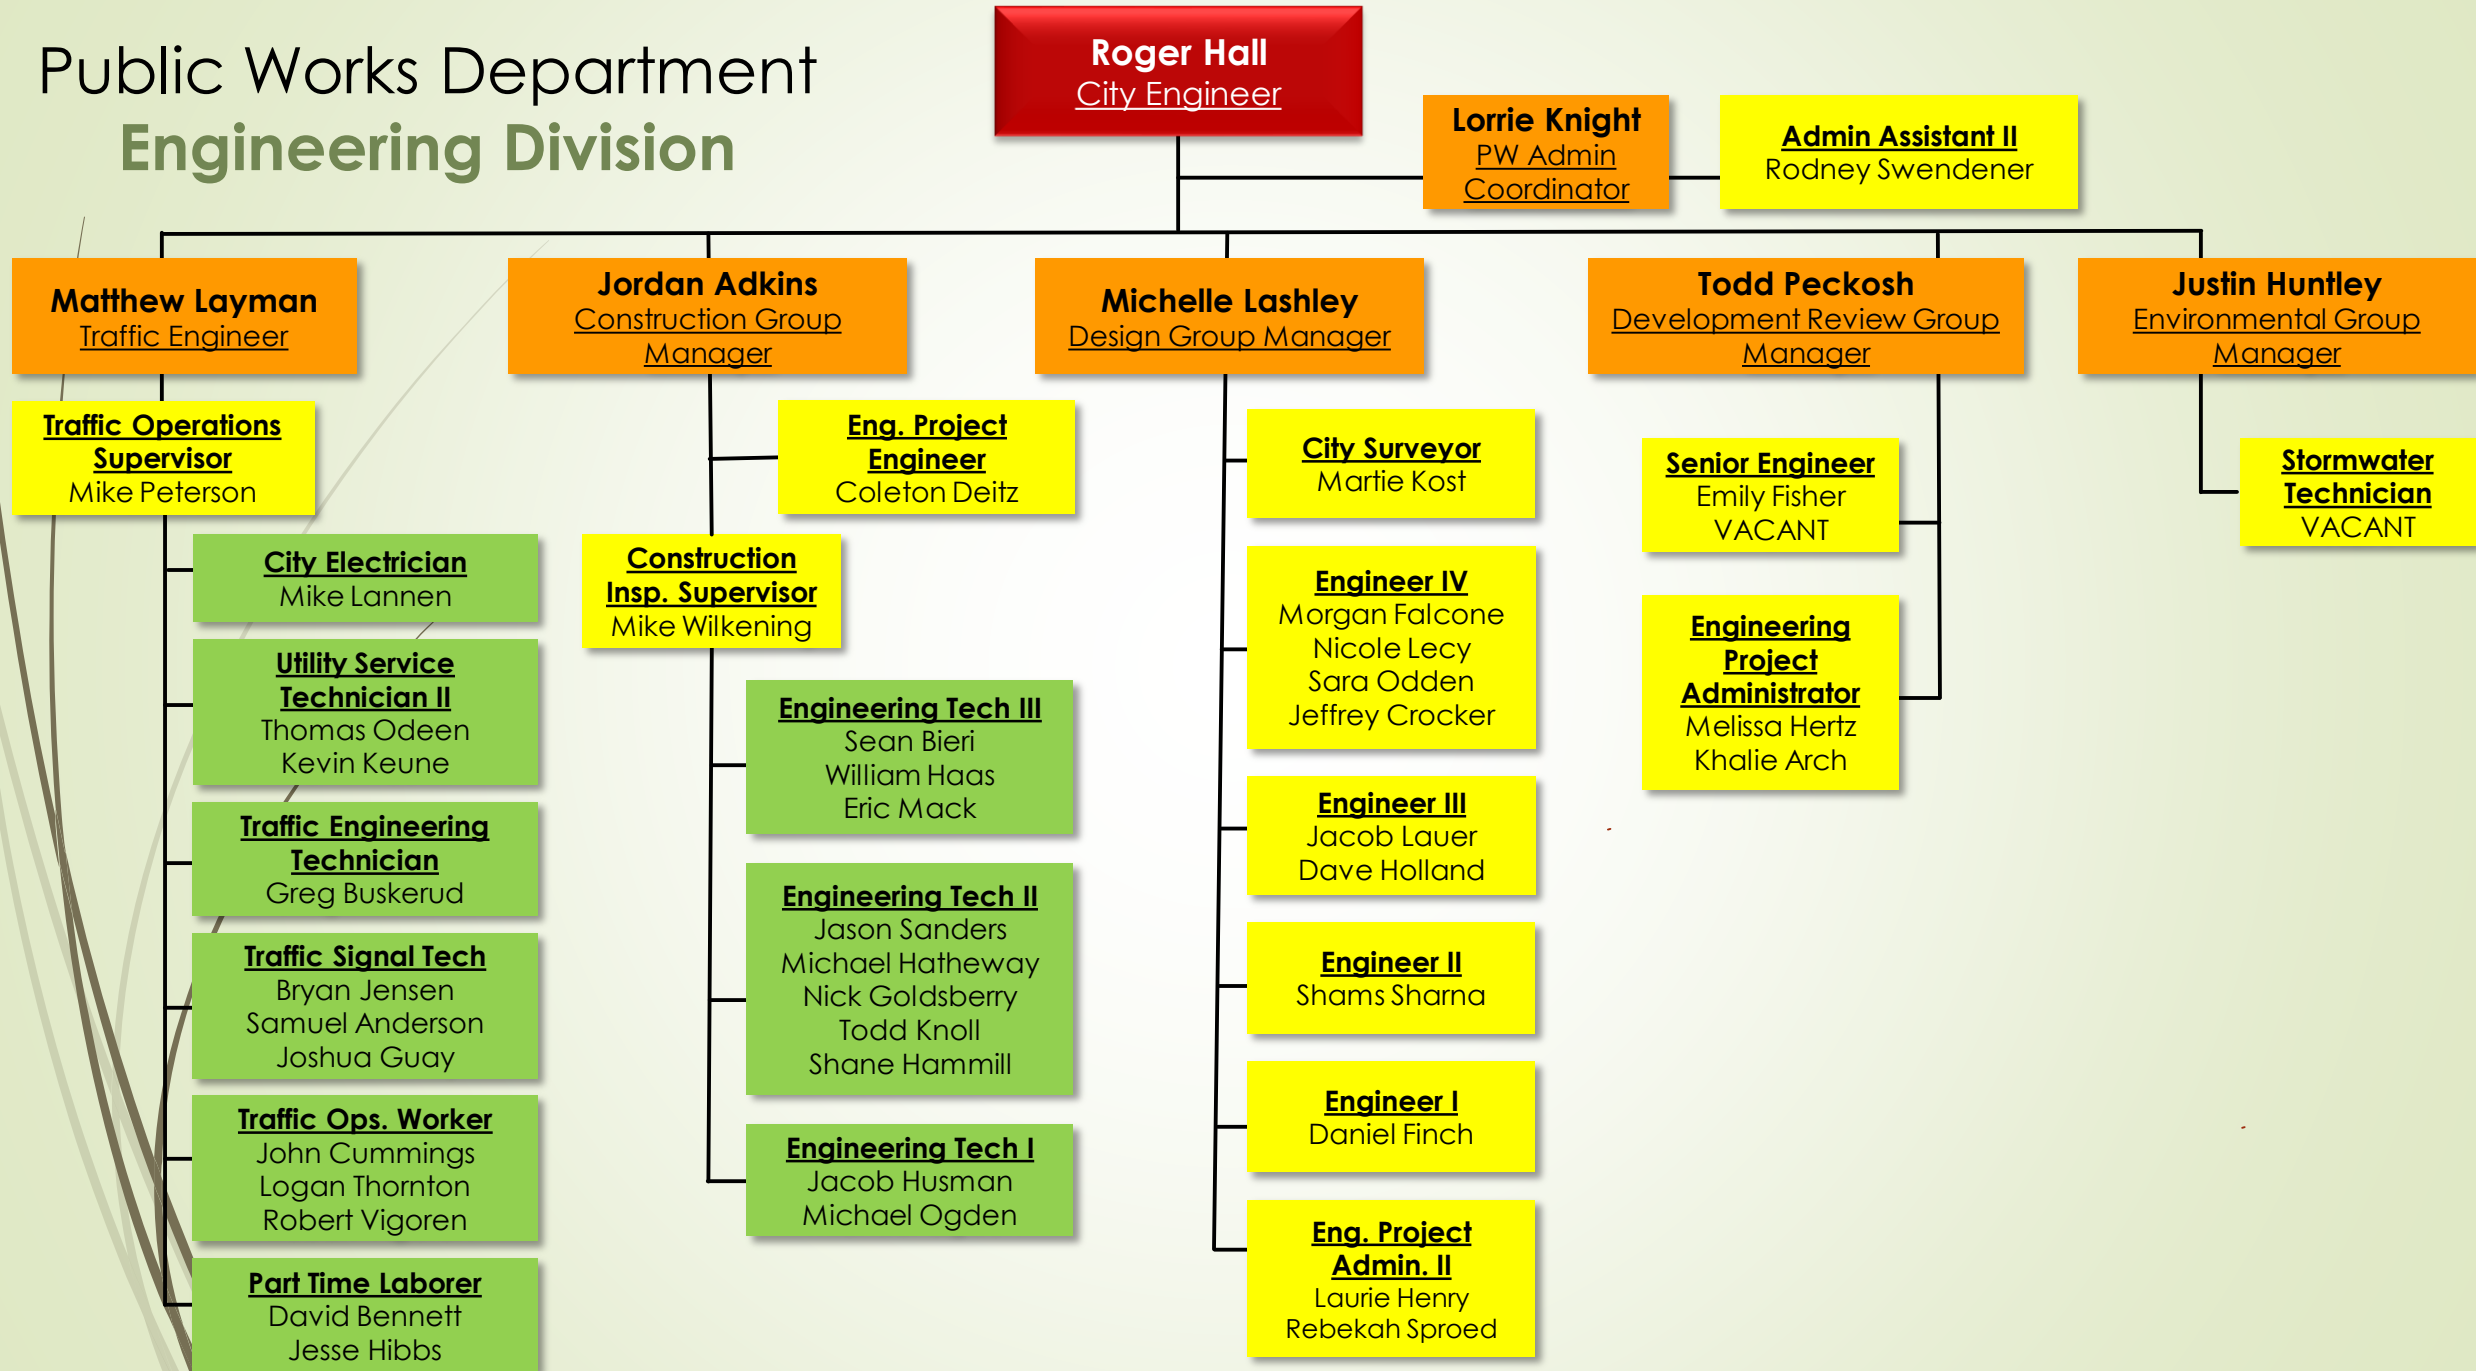 Public Works Department
Engineering Division
Roger Hall
City Engineer
Lorrie Knight
PW Admin
Coordinator
Admin Assistant II
Rodney Swendener
Matthew Layman
Traffic Engineer
Traffic Operations
Supervisor
Mike Peterson
City Electrician
Mike Lannen
Utility Service
Technician II
Thomas Odeen
Kevin Keune
Traffic Engineering
Technician
Greg Buskerud
Traffic Signal Tech
Bryan Jensen
Samuel Anderson
Joshua Guay
Traffic Ops. Worker
John Cummings
Logan Thornton
Robert Vigoren
Part Time Laborer
David Bennett
Jesse Hibbs
Jordan Adkins
Construction Group
Manager
Eng. Project
Engineer
Coleton Deitz
Construction
Insp. Supervisor
Mike Wilkening
Engineering Tech III
Sean Bieri
William Haas
Eric Mack
Engineering Tech II
Jason Sanders
Michael Hatheway
Nick Goldsberry
Todd Knoll
Shane Hammill
Engineering Tech I
Jacob Husman
Michael Ogden
Michelle Lashley
Design Group Manager
City Surveyor
Martie Kost
Engineer IV
Morgan Falcone
Nicole Lecy
Sara Odden
Jeffrey Crocker
Engineer III
Jacob Lauer
Dave Holland
Engineer II
Shams Sharna
Engineer I
Daniel Finch
Eng. Project
Admin. II
Laurie Henry
Rebekah Sproed
Todd Peckosh
Development Review Group
Manager
Senior Engineer
Emily Fisher
VACANT
Engineering
Project
Administrator
Melissa Hertz
Khalie Arch
Justin Huntley
Environmental Group
Manager
Stormwater
Technician
VACANT